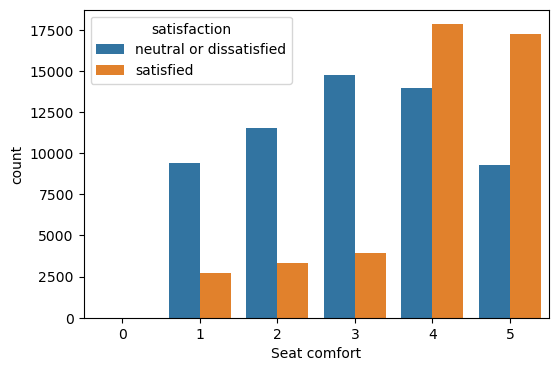 satisfaction
neutral or dissatisfied
satisfied
17500
15000
12500
10000
7500
5000
2500
0
count
0 1 2 3 4 5
Seat comfort